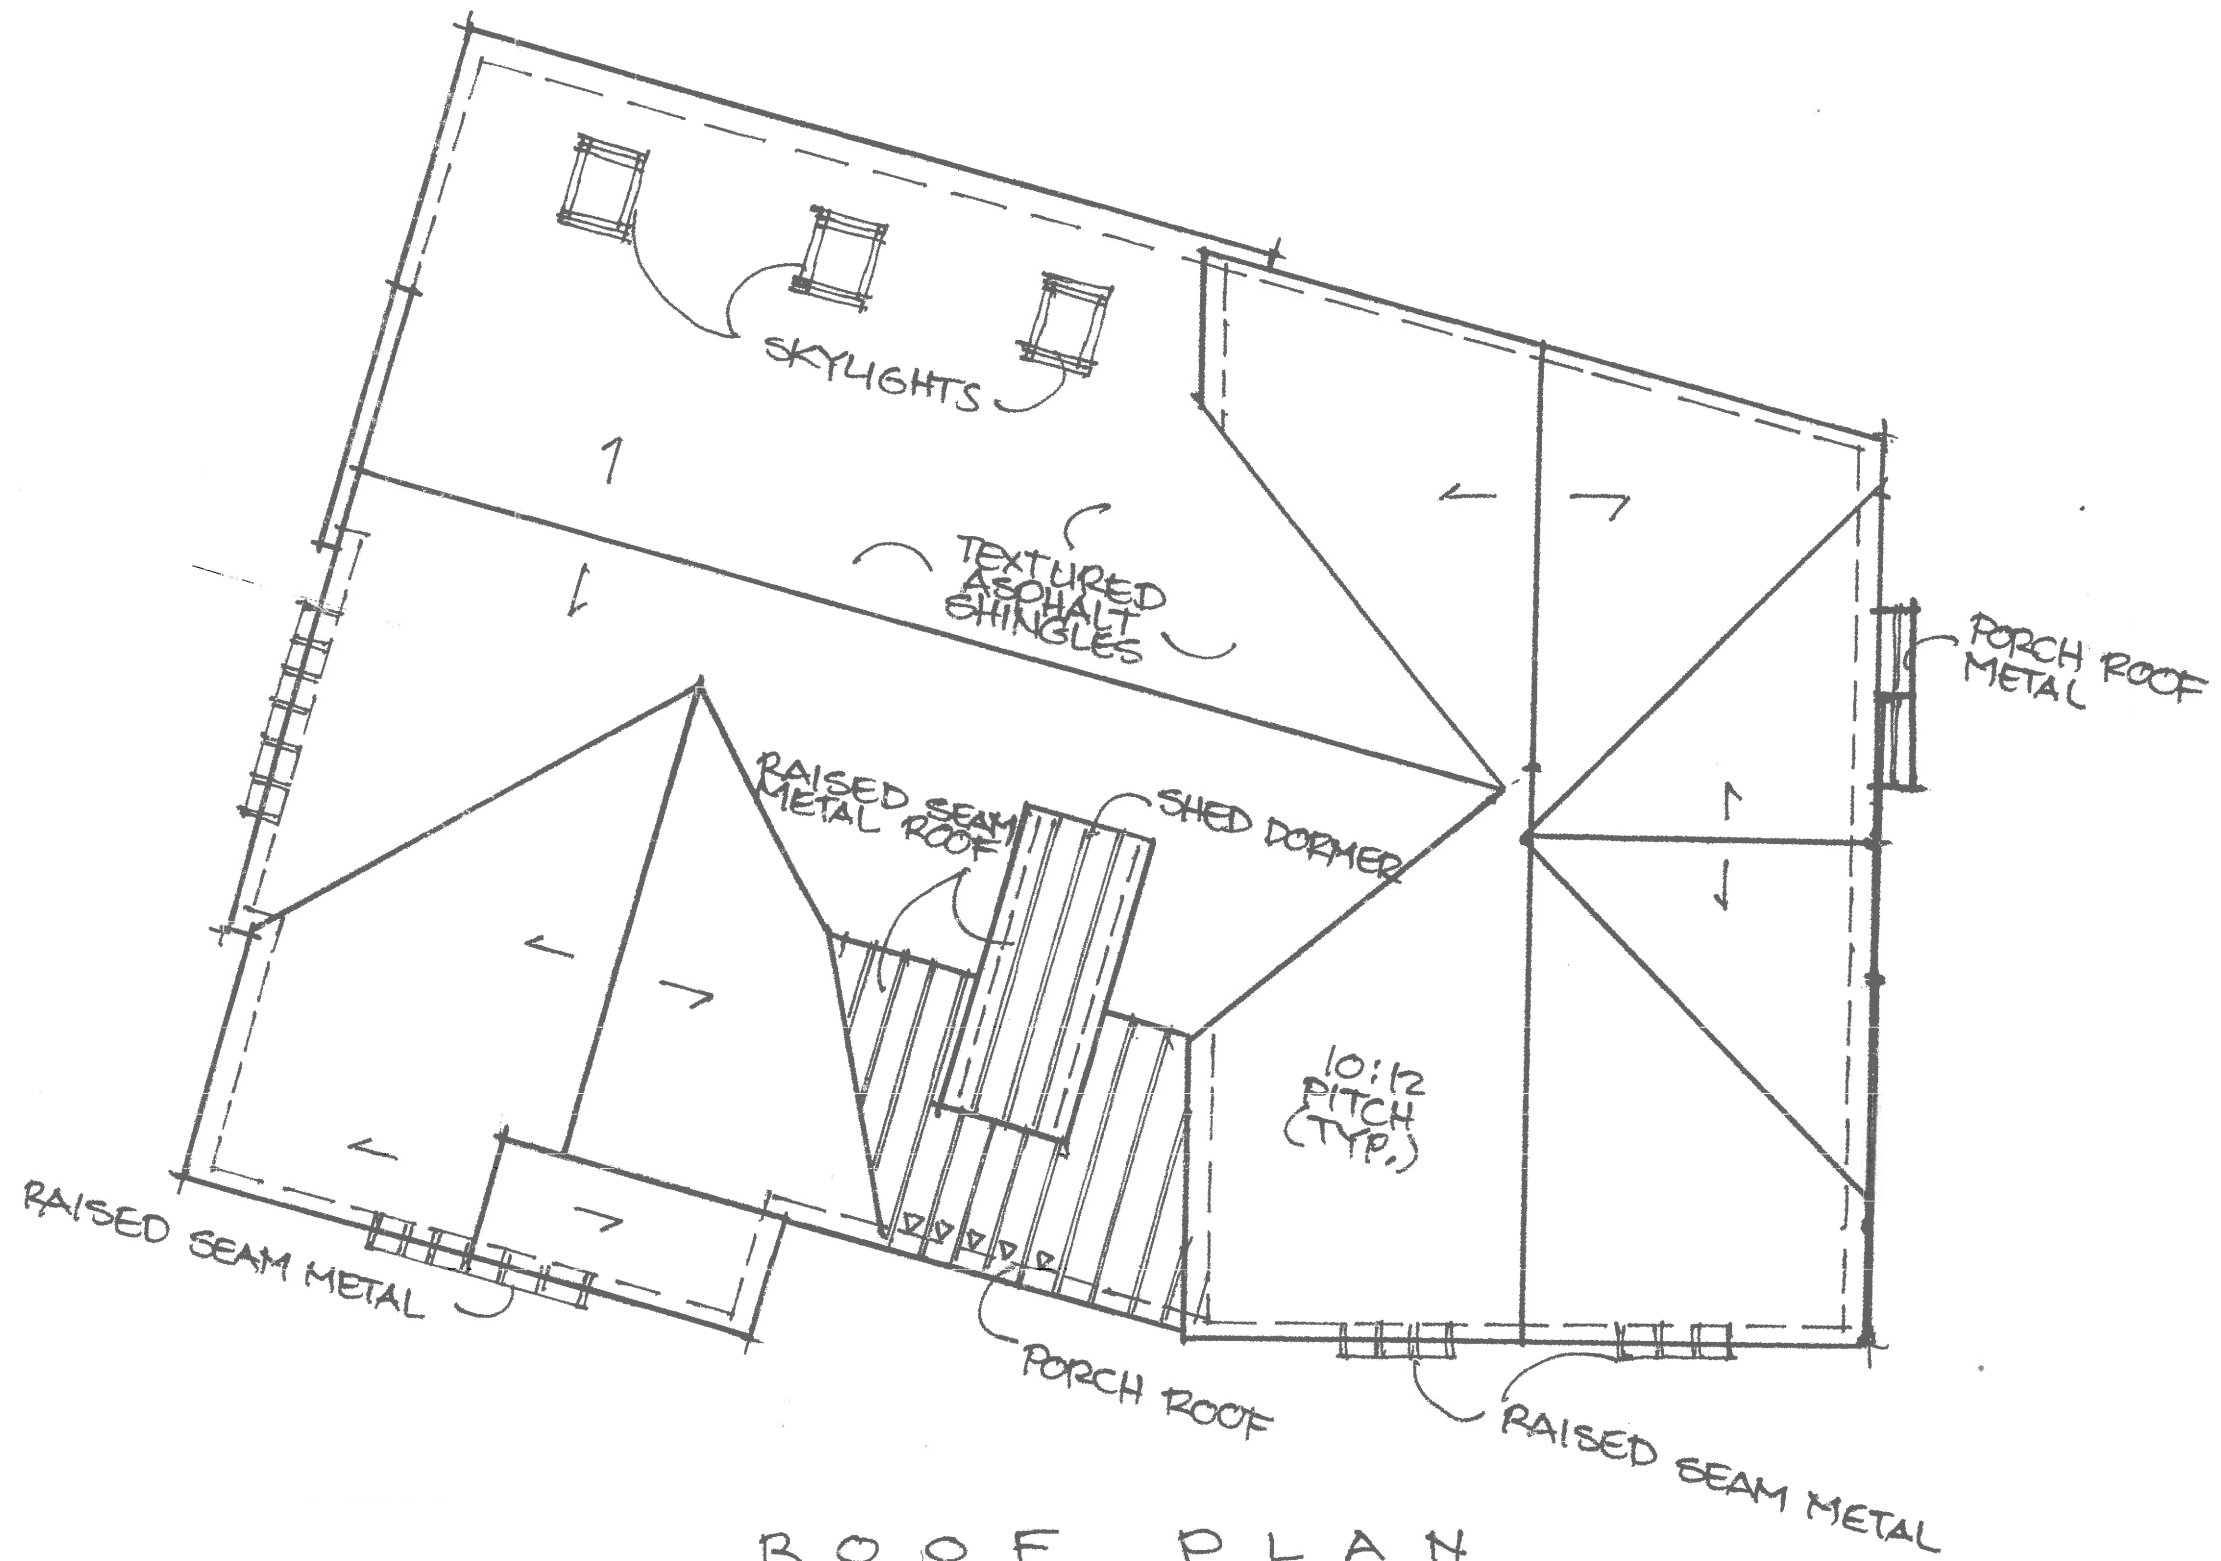 SKYLIGHTS
TEXTURED
ASPHALT
SHINGLES
PORCH ROOF
METAL
RAISED SEAM
METAL ROOF
SHED DORMER
10:12
PITCH
(TYP.)
RAISED SEAM METAL
PORCH ROOF
RAISED SEAM METAL
ROOF PLAN